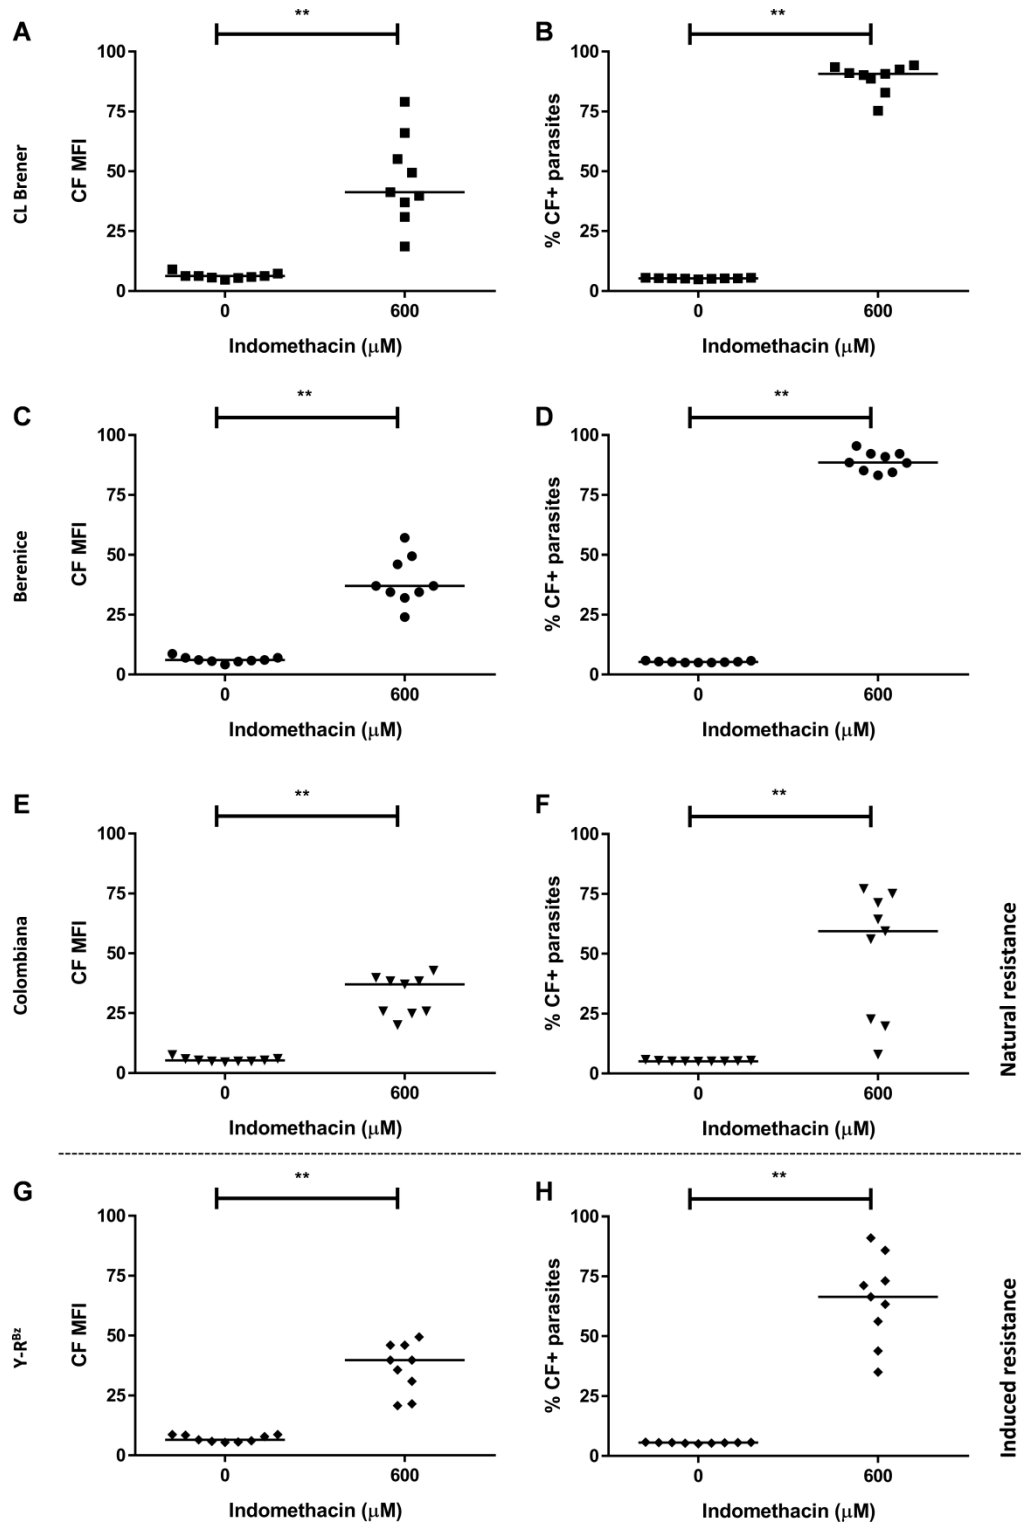 A
**
CL Brener
CF MFI
100
75
50
25
0
0
600
Indomethacin (μM)
B
**
% CF+ parasites
100
75
50
25
0
0
600
Indomethacin (μM)
C
**
Berenice
CF MFI
100
75
50
25
0
0
600
Indomethacin (μM)
D
**
% CF+ parasites
100
75
50
25
0
0
600
Indomethacin (μM)
E
**
Colombiana
CF MFI
100
75
50
25
0
0
600
Indomethacin (μM)
F
**
% CF+ parasites
100
75
50
25
0
0
600
Indomethacin (μM)
Natural resistance
G
**
Y-R^Bz
CF MFI
100
75
50
25
0
0
600
Indomethacin (μM)
H
**
% CF+ parasites
100
75
50
25
0
0
600
Indomethacin (μM)
Induced resistance